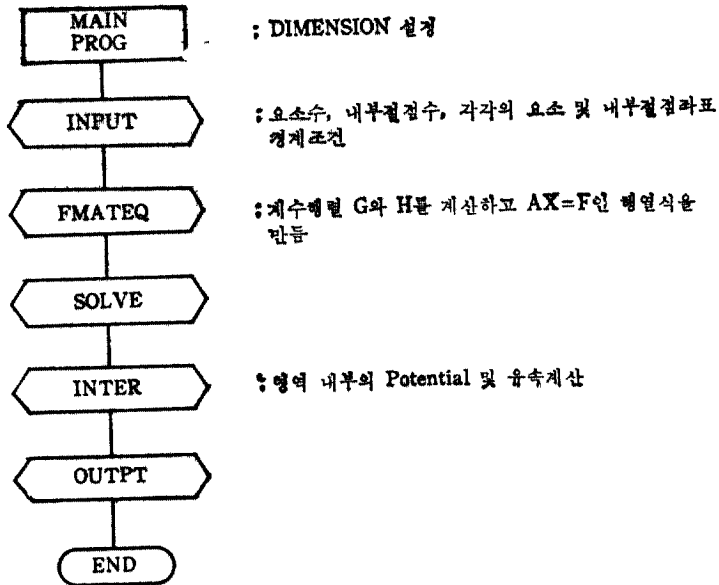 MAIN
PROG
; DIMENSION 설정
INPUT
; 요소수, 내부절점수, 각각의 요소 및 내부절점좌표
경계조건
FMATEQ
; 계수행렬 G와 H를 계산하고 AX=F인 행열식을
만듬
SOLVE
INTER
; 영역 내부의 Potential 및 유속계산
OUTPT
END